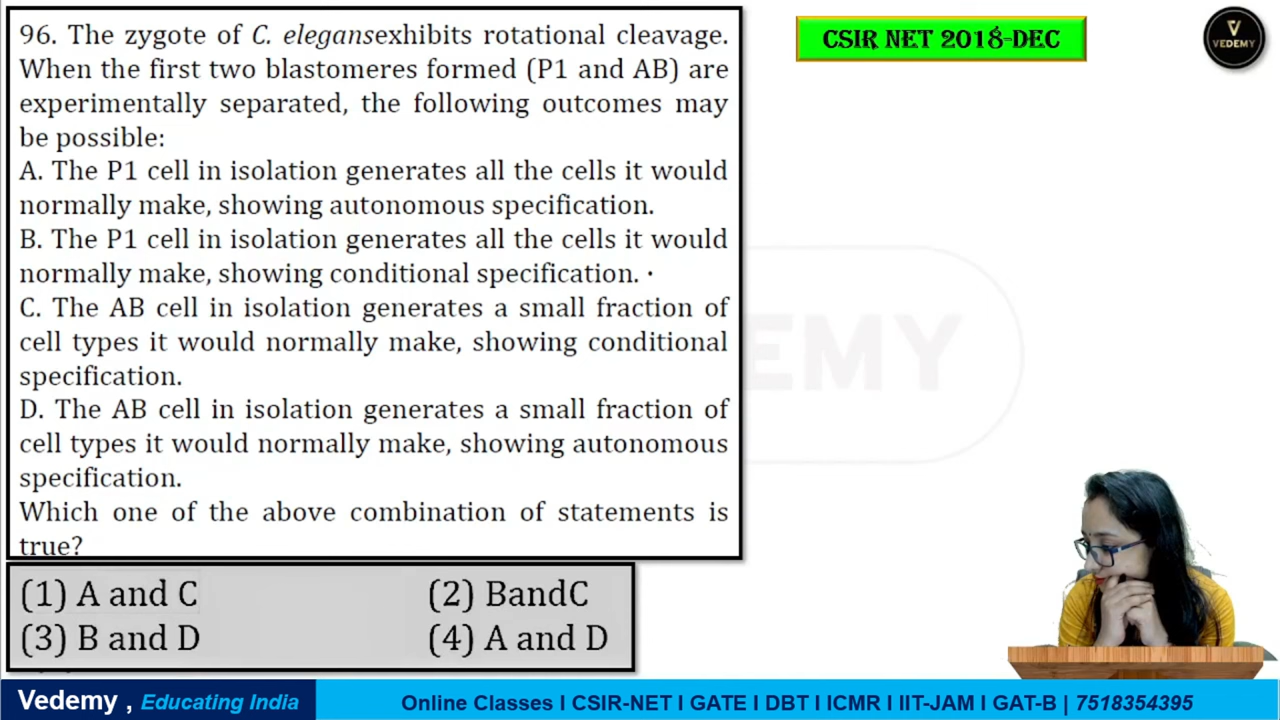 96. The zygote of C. elegansexhibits rotational cleavage.
When the first two blastomeres formed (P1 and AB) are
experimentally separated, the following outcomes may
be possible:
A. The P1 cell in isolation generates all the cells it would
normally make, showing autonomous specification.
B. The P1 cell in isolation generates all the cells it would
normally make, showing conditional specification. ·
C. The AB cell in isolation generates a small fraction of
cell types it would normally make, showing conditional
specification.
D. The AB cell in isolation generates a small fraction of
cell types it would normally make, showing autonomous
specification.
Which one of the above combination of statements is
true?
(1) A and C (2) BandC
(3) B and D (4) A and D
CSIR NET 2018-DEC
V
VEDEMY
EMY
Vedemy , Educating India
Online Classes I CSIR-NET I GATE I DBT I ICMR I IIT-JAM I GAT-B | 7518354395